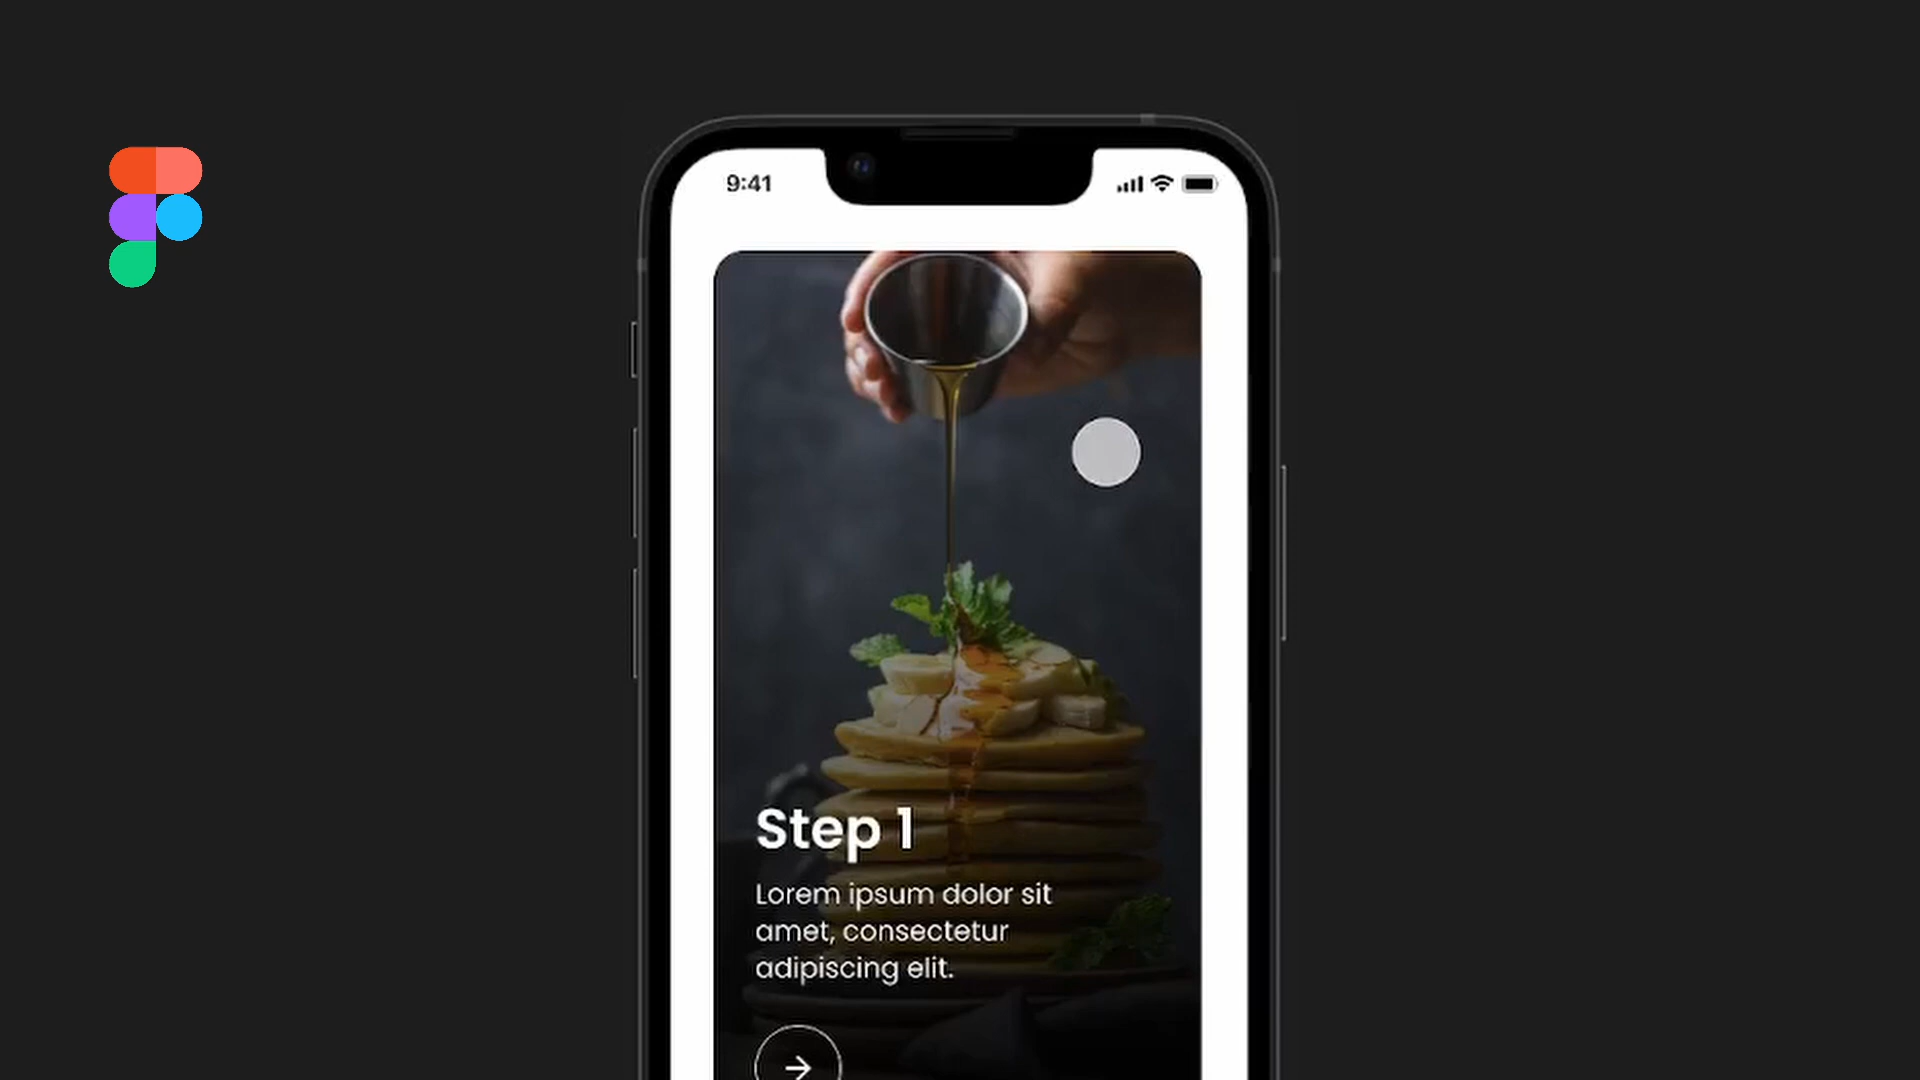 9:41
Step 1
Lorem ipsum dolor sit
amet, consectetur
adipiscing elit.